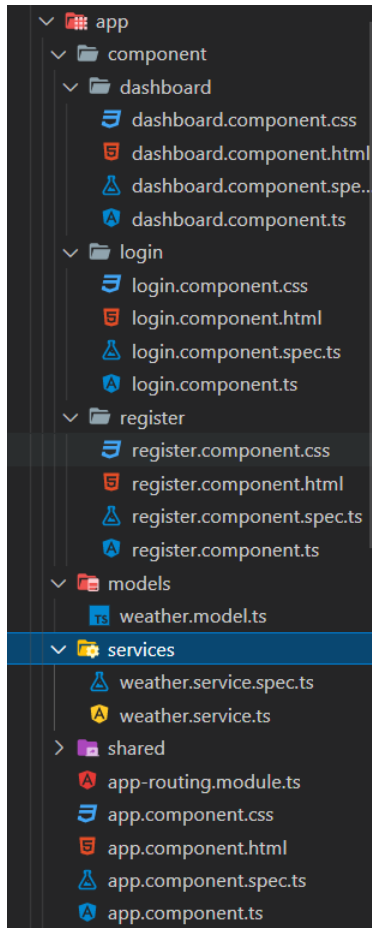 app
component
dashboard
dashboard.component.css
dashboard.component.html
dashboard.component.spe..
dashboard.component.ts
login
login.component.css
login.component.html
login.component.spec.ts
login.component.ts
register
register.component.css
register.component.html
register.component.spec.ts
register.component.ts
models
TS weather.model.ts
services
weather.service.spec.ts
weather.service.ts
shared
app-routing.module.ts
app.component.css
app.component.html
app.component.spec.ts
app.component.ts